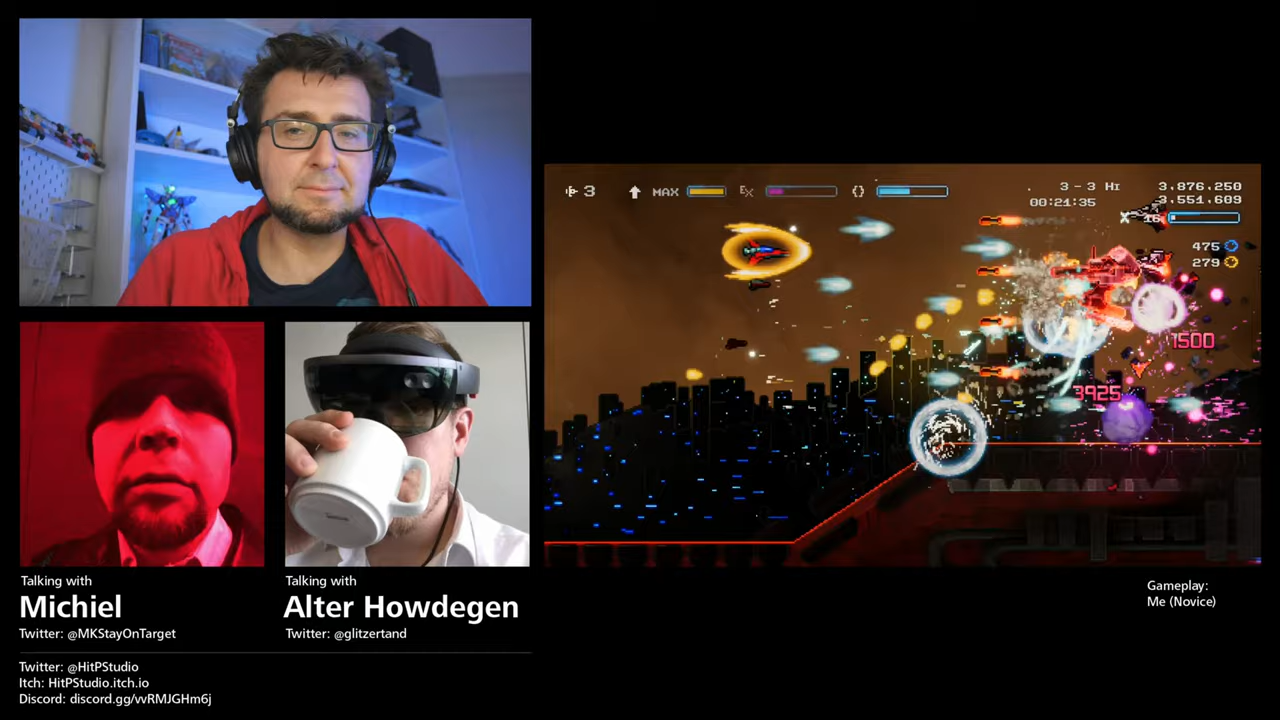 3
MAX
EX
3 - 3 HI
3.876.250
00:21:35
3.551.609
X 16
475
279
1500
3925
Talking with
Michiel
Twitter: @MKStayOnTarget
Talking with
Alter Howdegen
Twitter: @glitzertand
Gameplay:
Me (Novice)
Twitter: @HitPStudio
Itch: HitPStudio.itch.io
Discord: discord.gg/vvRMJGHm6j